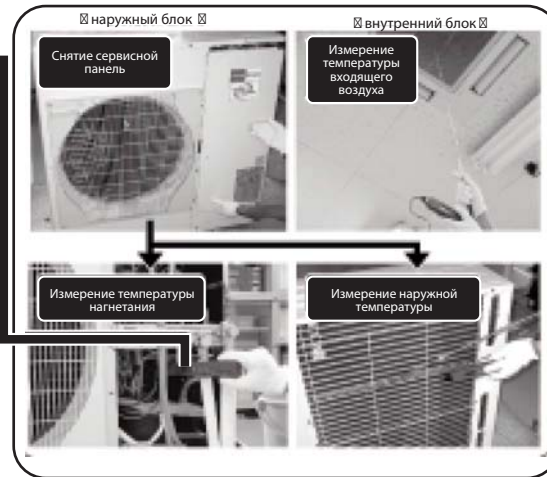 наружный блок
внутренний блок
Снятие сервисной
панель
Измерение
температуры
входящего
воздуха
Измерение температуры
нагнетания
Измерение наружной
температуры